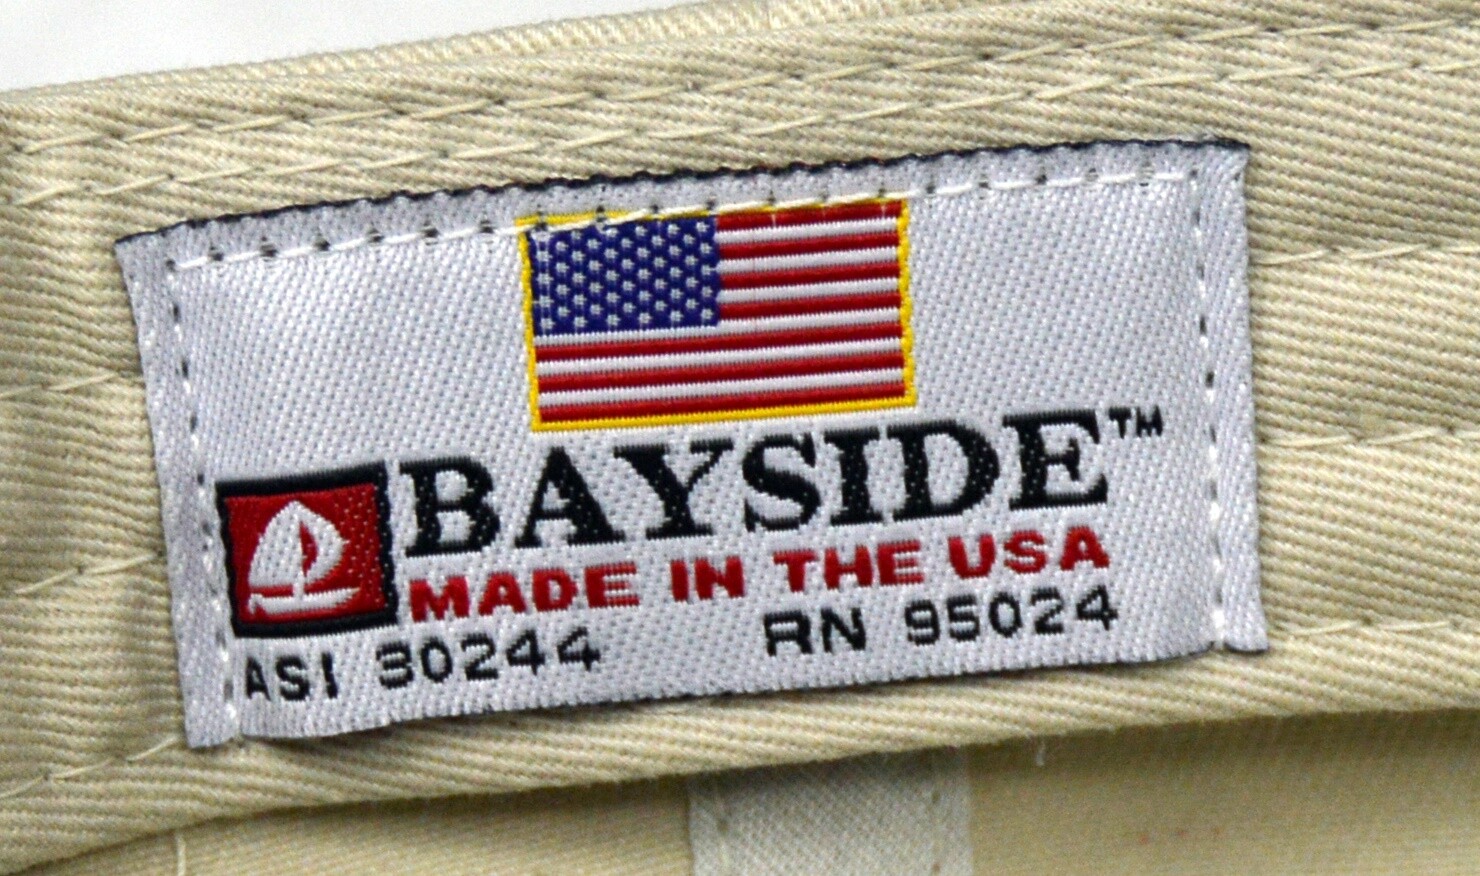 BAYSIDE™
MADE IN THE USA
ASI 30244 RN 95024